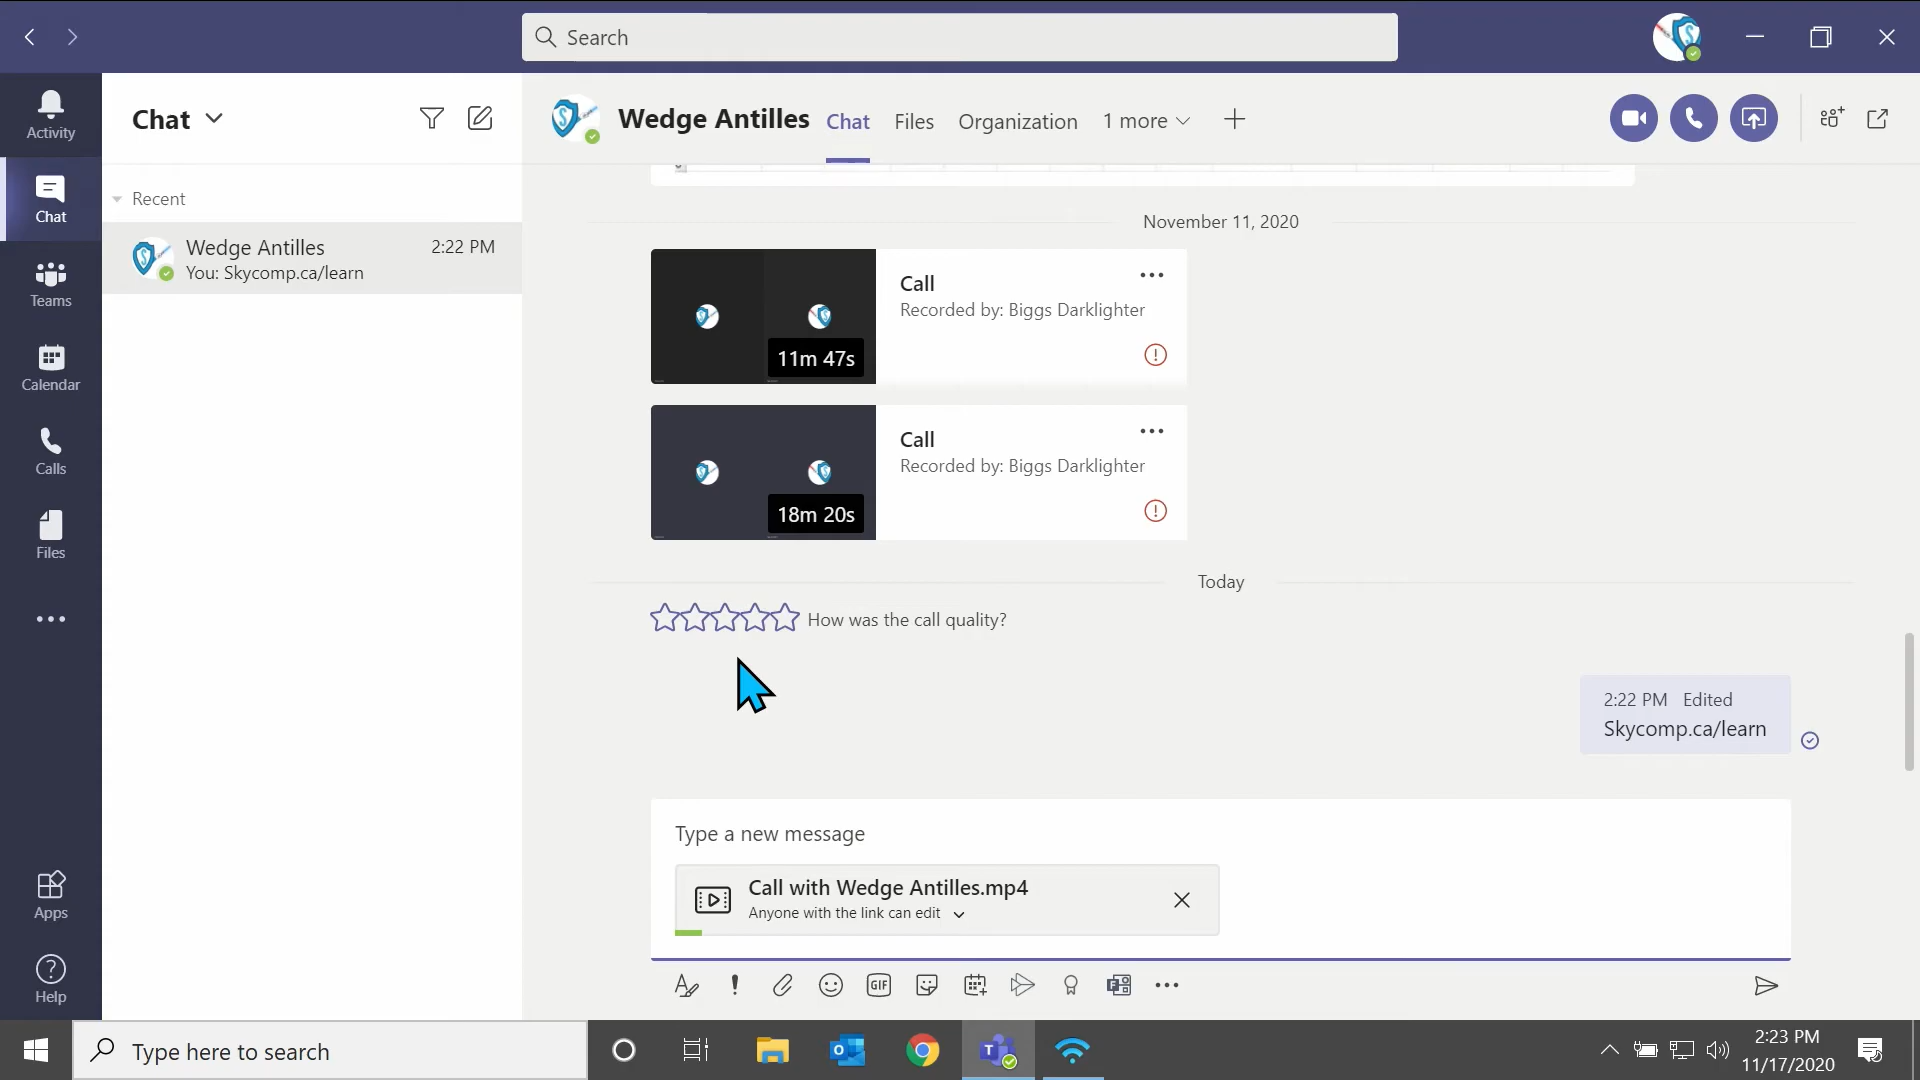 Search
Activity
Chat
Teams
Calendar
Calls
Files
Apps
Help
Chat
Recent
Wedge Antilles 2:22 PM
You: Skycomp.ca/learn
Wedge Antilles Chat Files Organization 1 more
November 11, 2020
Call
Recorded by: Biggs Darklighter
11m 47s
Call
Recorded by: Biggs Darklighter
18m 20s
Today
How was the call quality?
2:22 PM Edited
Skycomp.ca/learn
Type a new message
Call with Wedge Antilles.mp4
Anyone with the link can edit
GIF
Type here to search
2:23 PM
11/17/2020